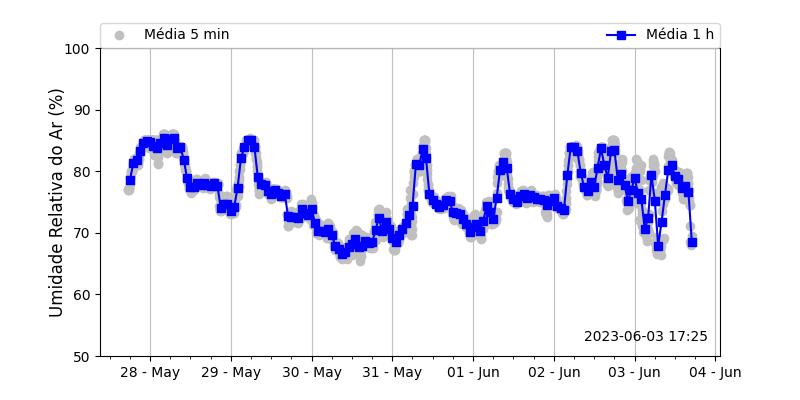 Média 5 min
Média 1 h
Umidade Relativa do Ar (%)
100
90
80
70
60
50
2023-06-03 17:25
28 - May
29 - May
30 - May
31 - May
01 - Jun
02 - Jun
03 - Jun
04 - Jun